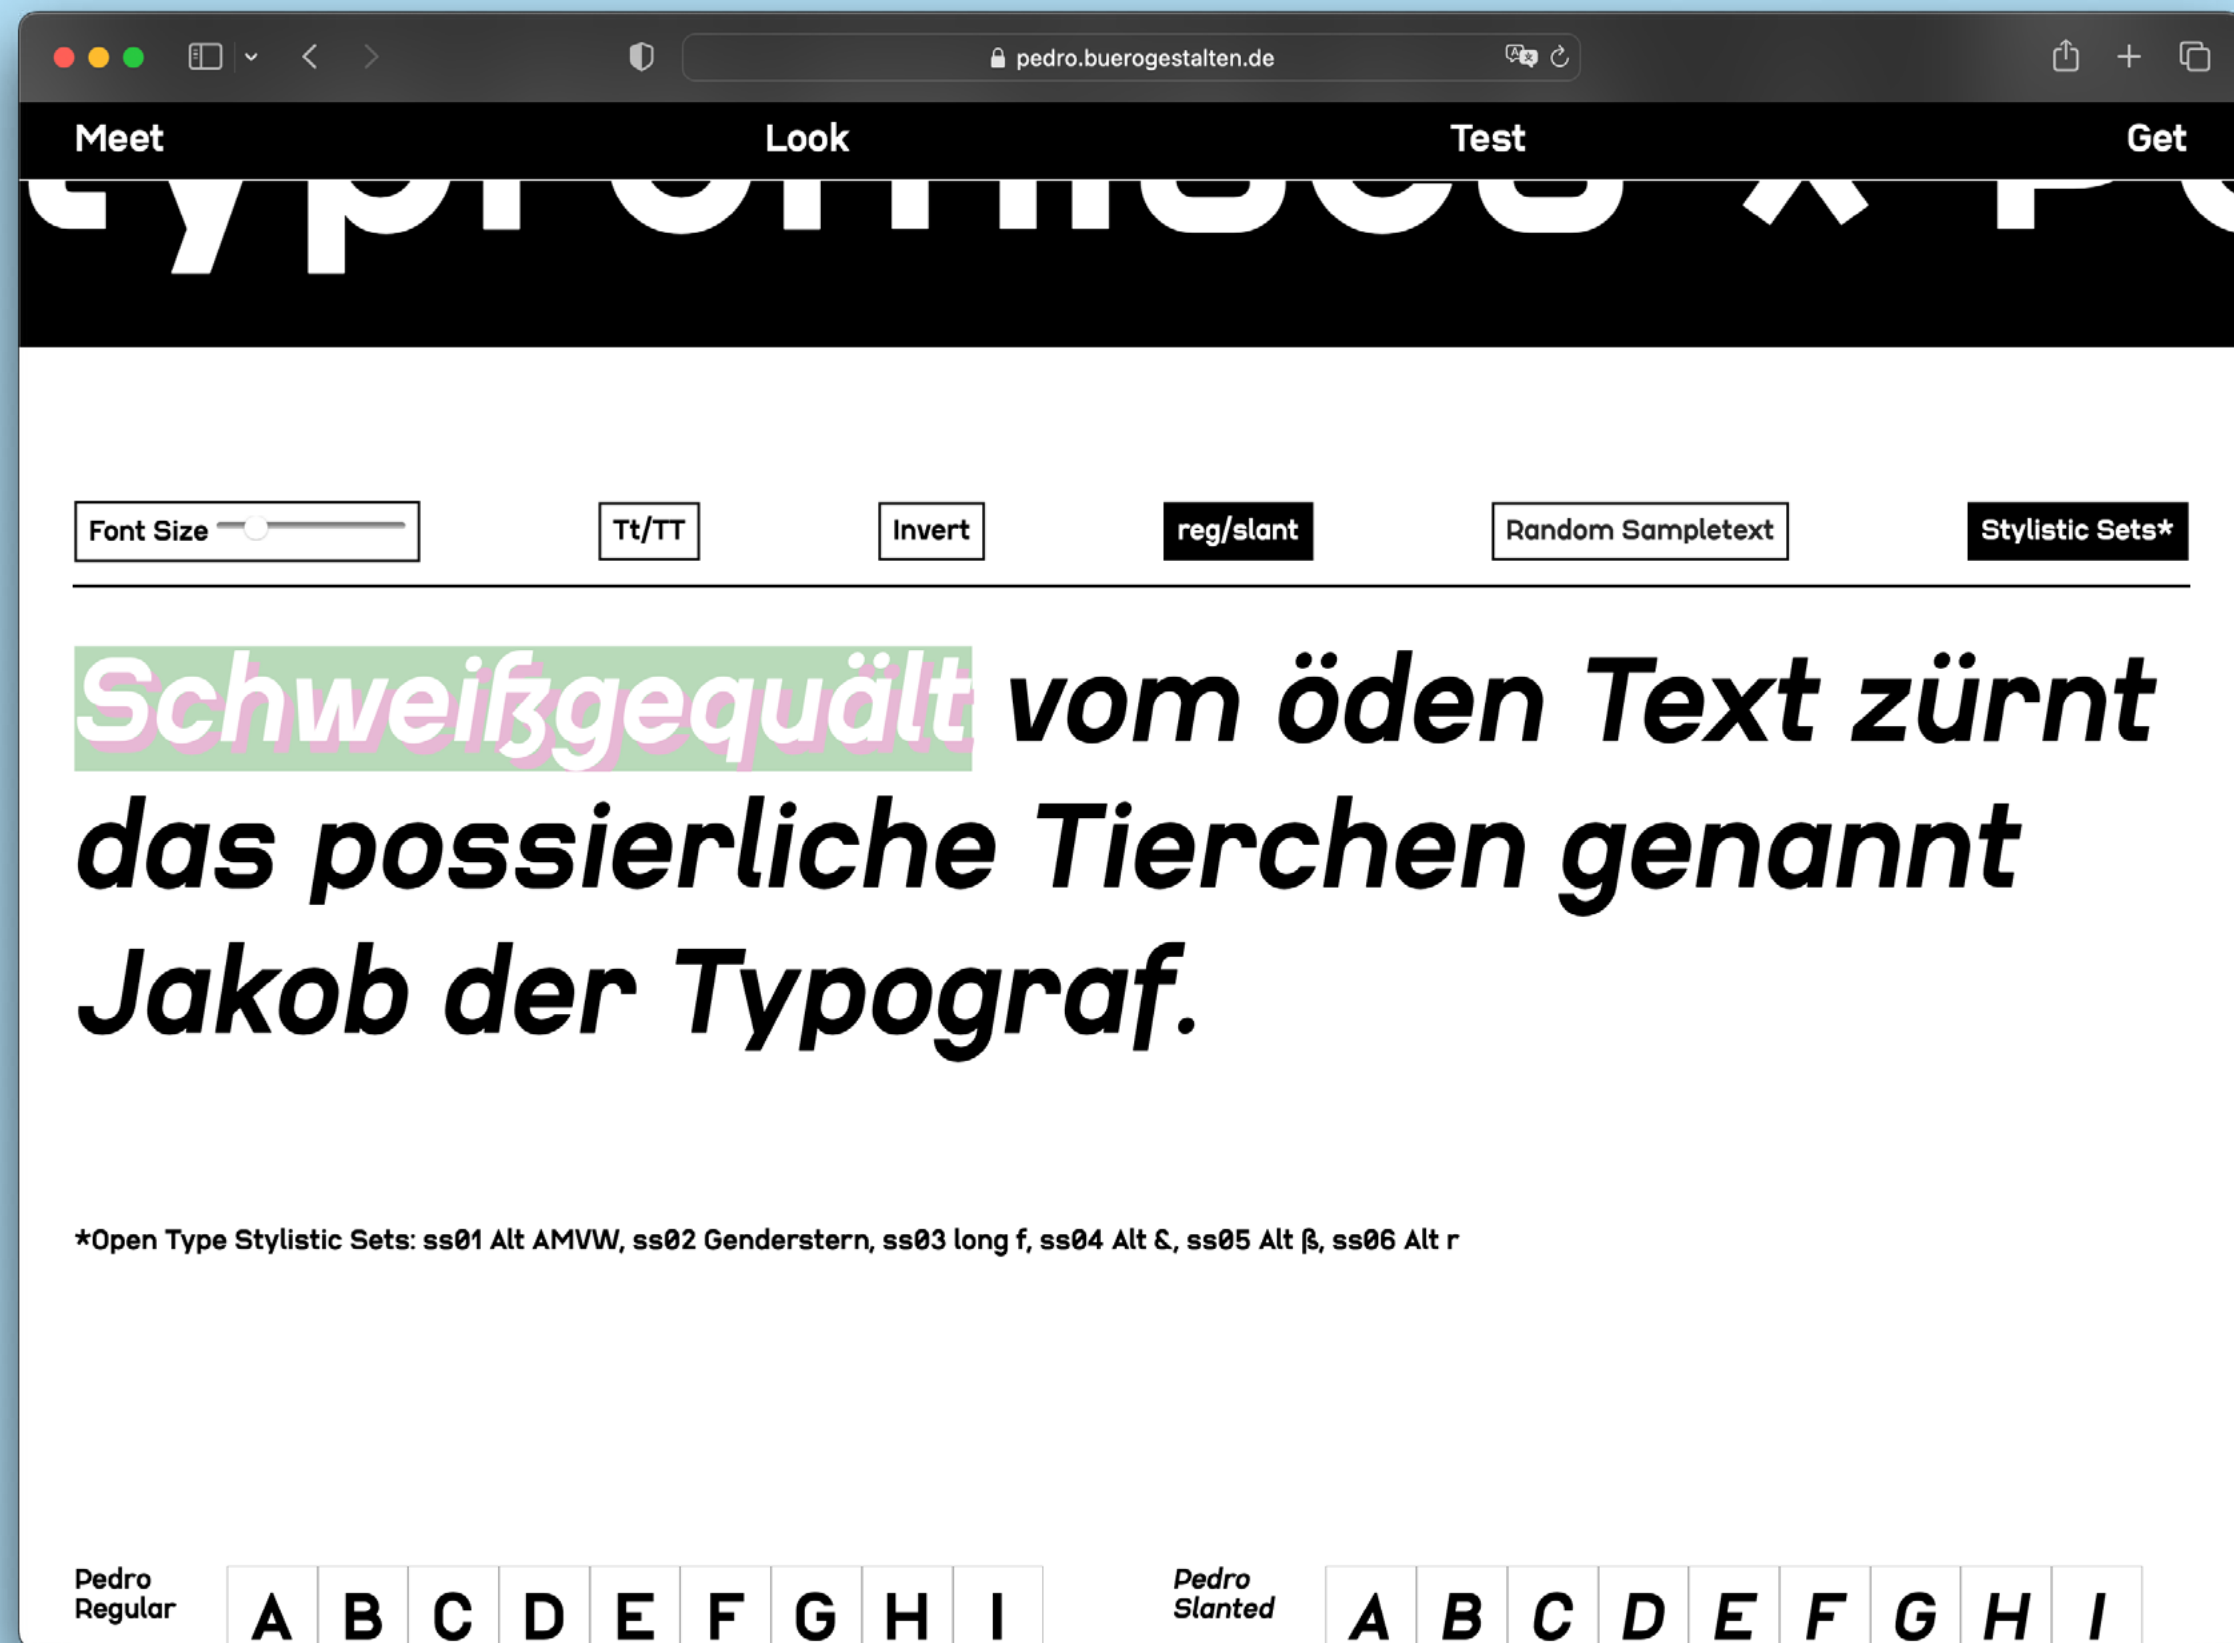 pedro.buerogestalten.de
Meet Look Test Get
Font Size Tt/TT Invert reg/slant Random Sampletext Stylistic Sets*
Schweißgequält vom öden Text zürnt
das possierliche Tierchen genannt
Jakob der Typograf.
*Open Type Stylistic Sets: ss01 Alt AMVW, ss02 Genderstern, ss03 long f, ss04 Alt &, ss05 Alt ß, ss06 Alt r
Pedro
Regular
A B C D E F G H I
Pedro
Slanted
A B C D E F G H I